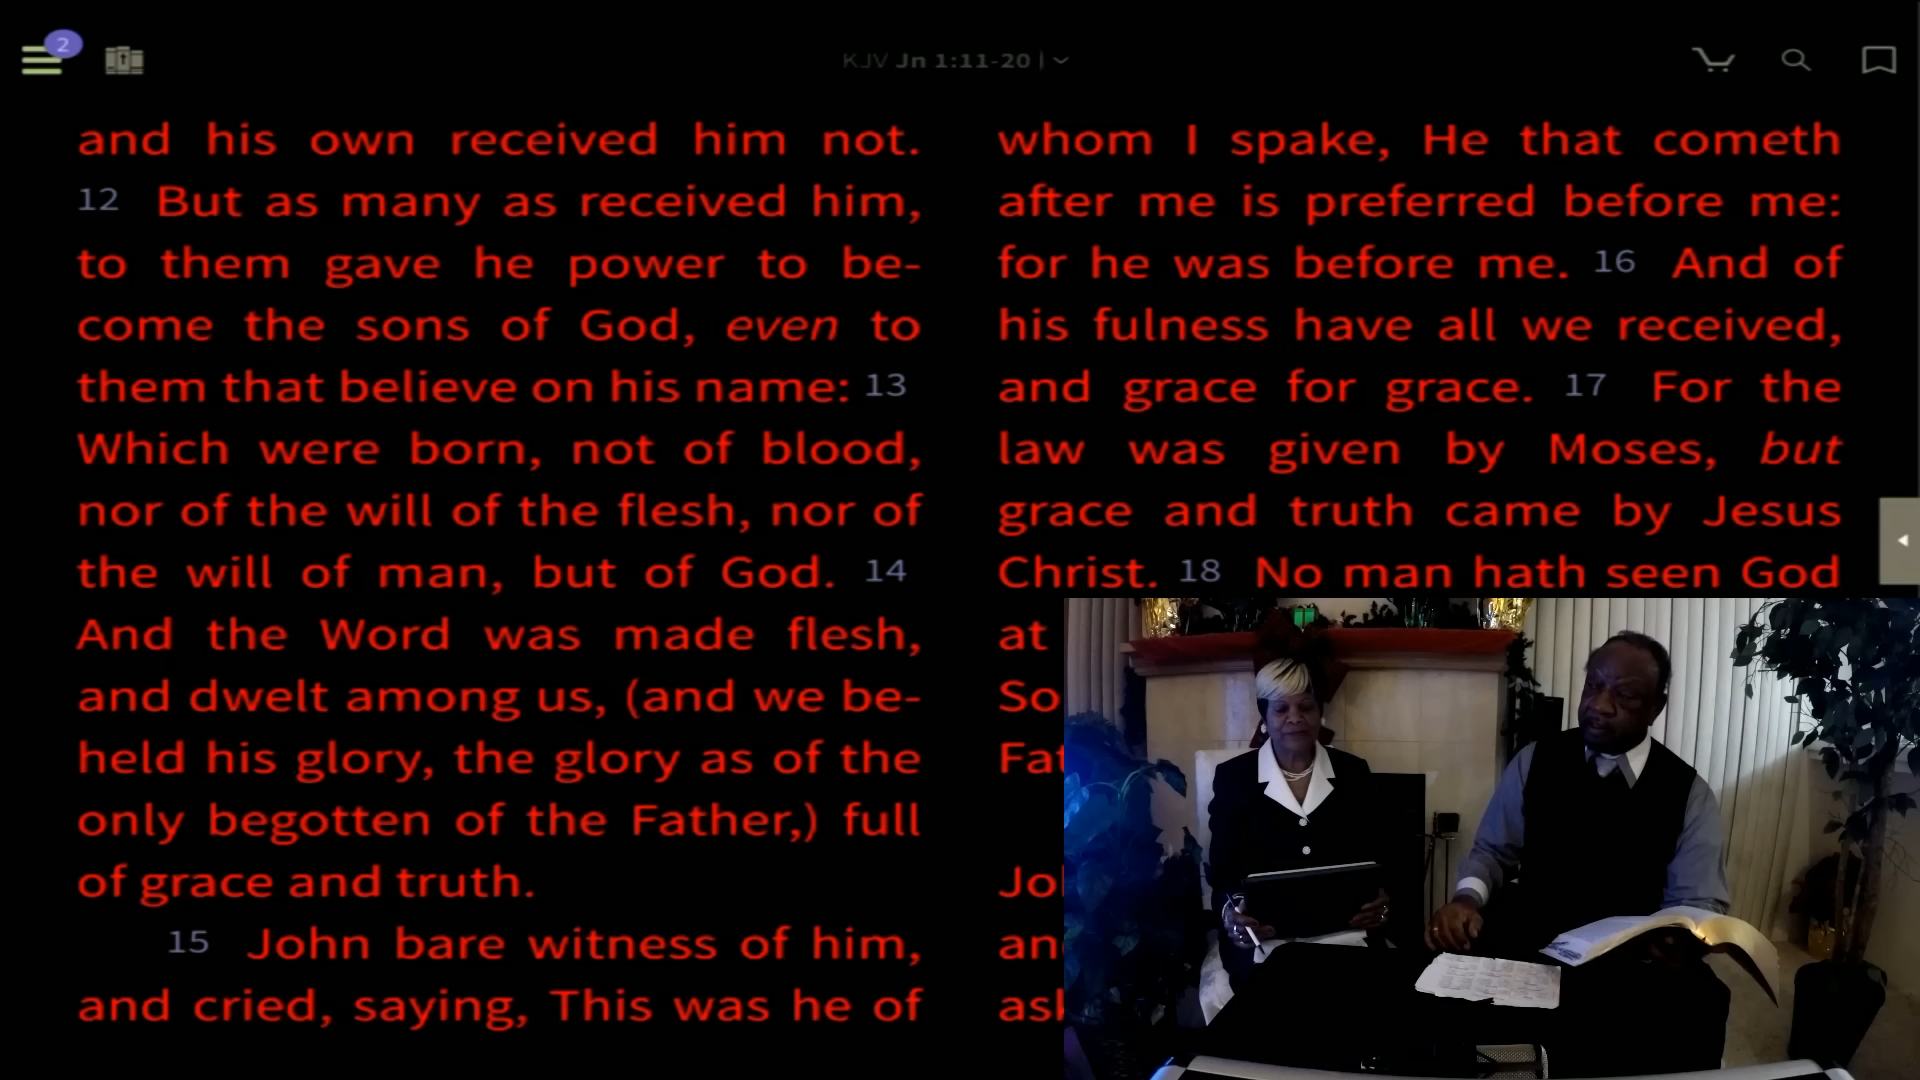 2
KJV Jn 1:11-20 |
and his own received him not.
12 But as many as received him,
to them gave he power to be-
come the sons of God, even to
them that believe on his name: 13
Which were born, not of blood,
nor of the will of the flesh, nor of
the will of man, but of God. 14
And the Word was made flesh,
and dwelt among us, (and we be-
held his glory, the glory as of the
only begotten of the Father,) full
of grace and truth.
15 John bare witness of him,
and cried, saying, This was he of
whom I spake, He that cometh
after me is preferred before me:
for he was before me. 16 And of
his fulness have all we received,
and grace for grace. 17 For the
law was given by Moses, but
grace and truth came by Jesus
Christ. 18 No man hath seen God
at
So